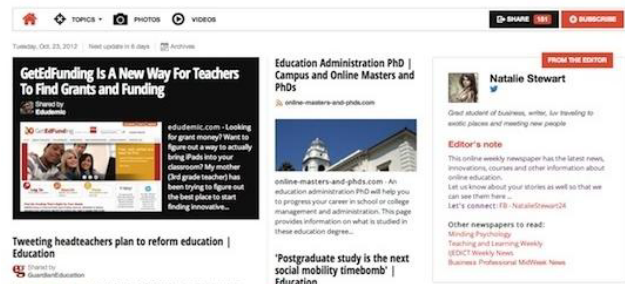 TOPICS
PHOTOS
VIDEOS
SHARE 181
SUBSCRIBE
Tuesday, Oct. 23, 2012 | Next update in 6 days | Archives
GetEdFunding Is A New Way For Teachers
To Find Grants and Funding
Shared by
Edudemic
edudemic.com - Looking
for grant money? Want to
figure out a way to actually
bring iPads into your
classroom? My mother
(3rd grade teacher) has
been trying to figure out
the best place to start
finding innovative...
GetEdFunding
Tweeting headteachers plan to reform education |
Education
Shared by
GuardianEducation
Education Administration PhD |
Campus and Online Masters and
PhDs
online-masters-and-phds.com
online-masters-and-phds.com - An
education administration PhD will help you
to progress your career in school or college
management and administration. This page
provides information on what is studied in
these education degree...
'Postgraduate study is the next
social mobility timebomb' |
Education
FROM THE EDITOR
Natalie Stewart
Grad student of business, writer, luv traveling to
exotic places and meeting new people
Editor's note
This online weekly newspaper has the latest news,
innovations, courses and other information about
online education.
Let us know about your stories as well so that we
can see them here ...
Let's connect: FB - NatalieStewart24
Other newspapers to read:
Minding Psychology
Teaching and Learning Weekly
IJEDICT Weekly News
Business Professional MidWeek News